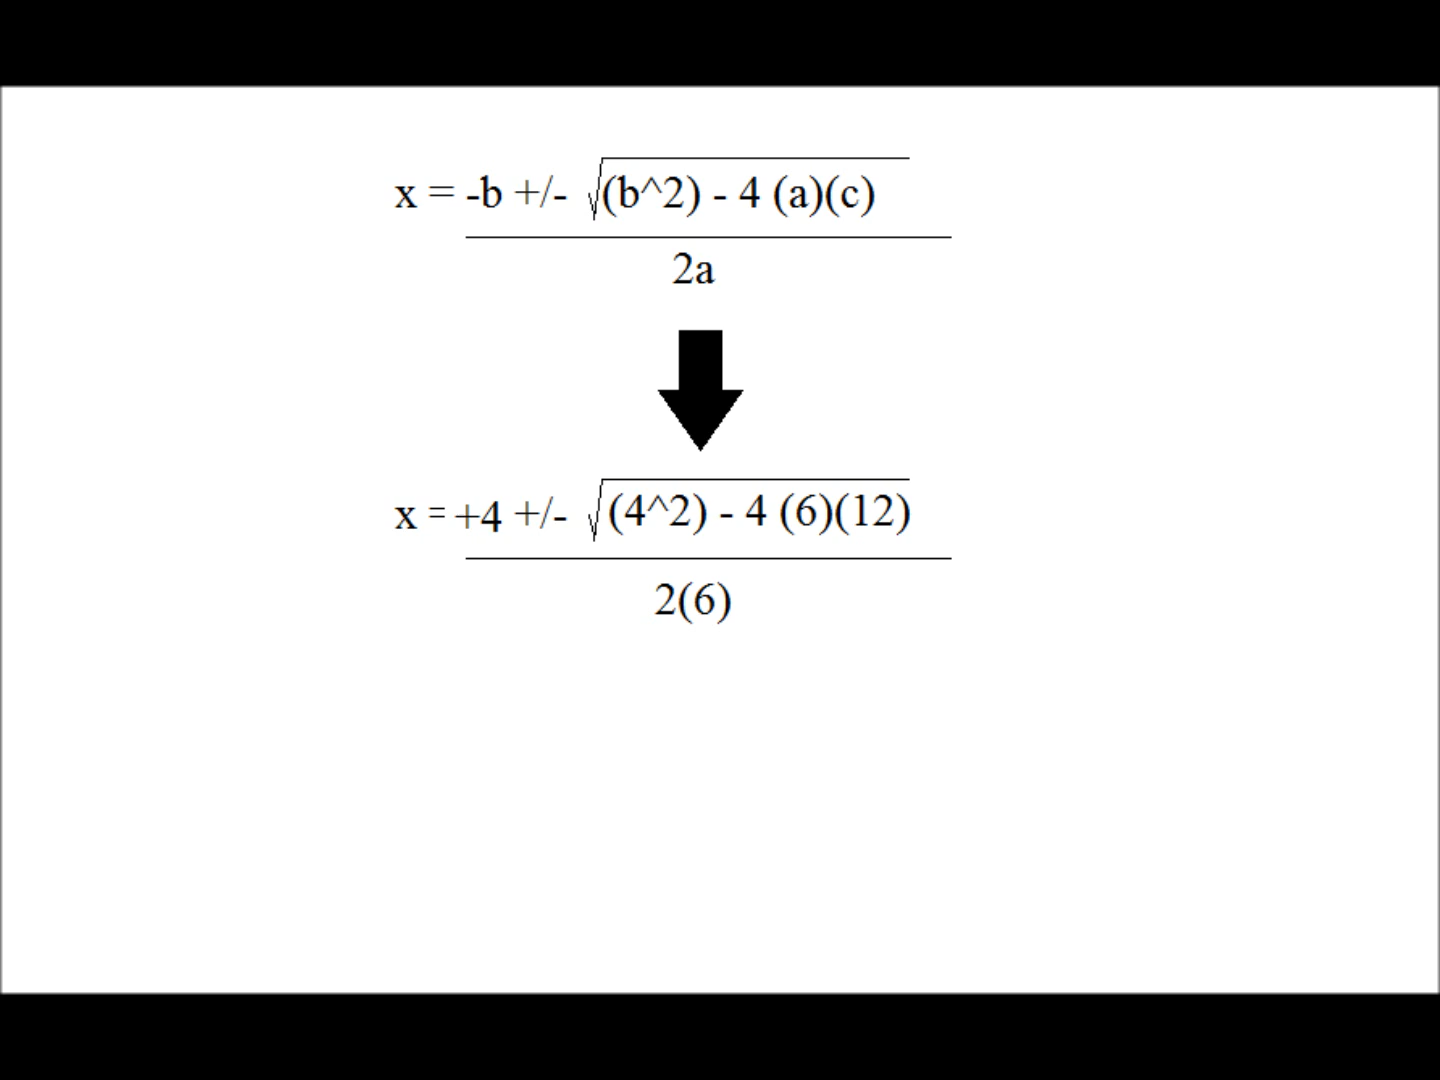 x = -b +/- √(b^2) - 4 (a)(c)
2a
x = +4 +/- √(4^2) - 4 (6)(12)
2(6)